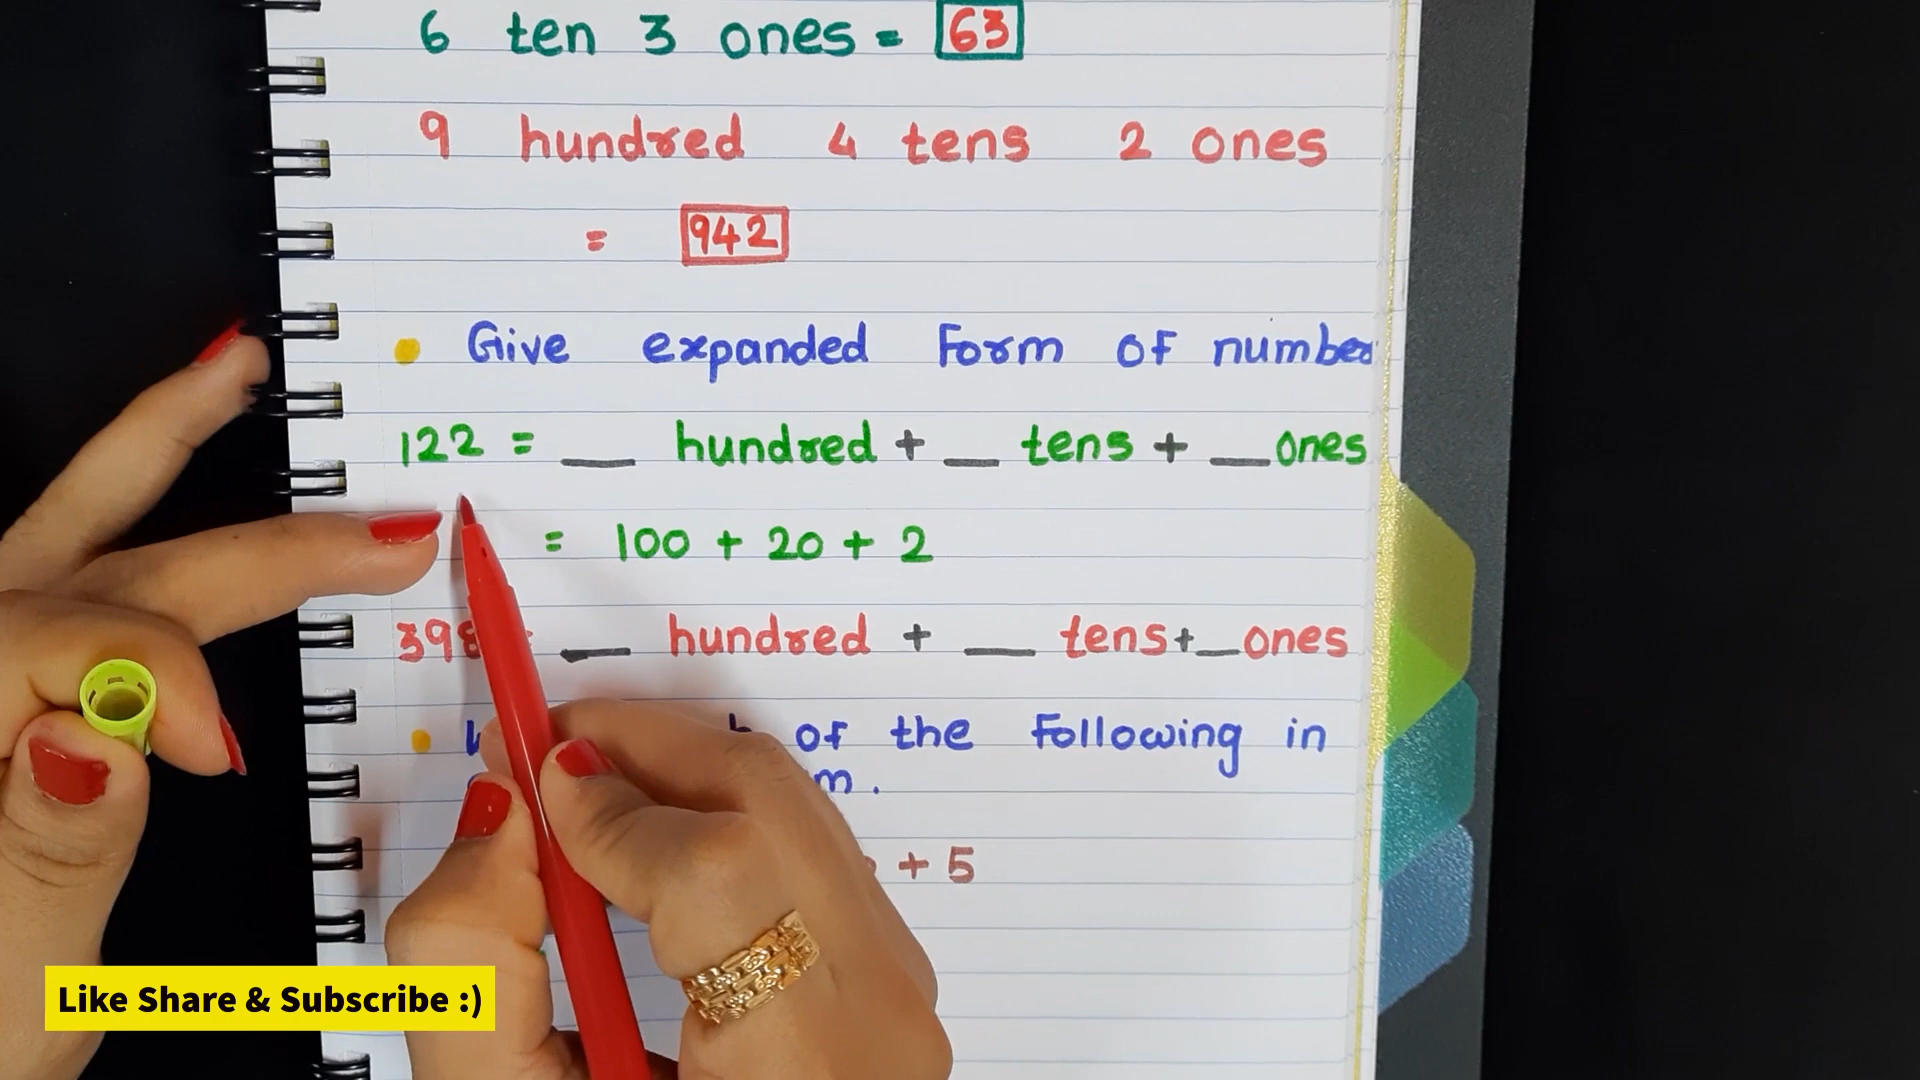 6 ten 3 ones = 63
9 hundred 4 tens 2 ones
= 942
Give expanded Form of number
122 = __ hundred + __ tens + __ ones
= 100 + 20 + 2
398 = __ hundred + __ tens + __ ones
of the Following in
+ 5
Like Share & Subscribe :)